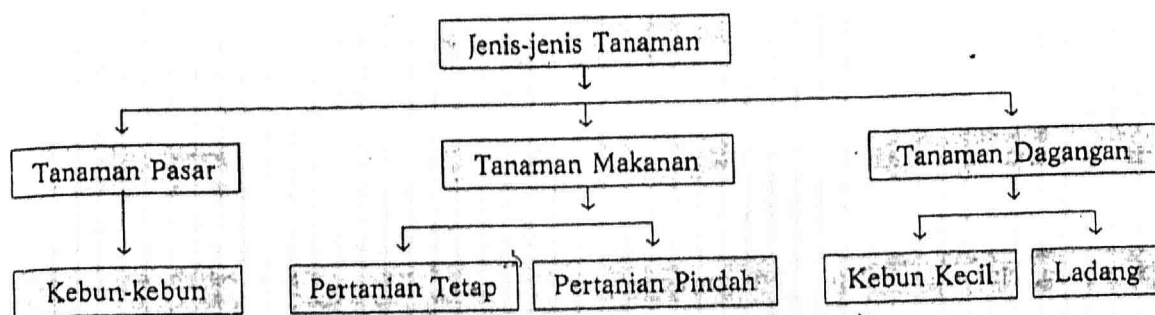 Jenis-jenis Tanaman
Tanaman Pasar
Tanaman Makanan
Tanaman Dagangan
Kebun-kebun
Pertanian Tetap
Pertanian Pindah
Kebun Kecil
Ladang